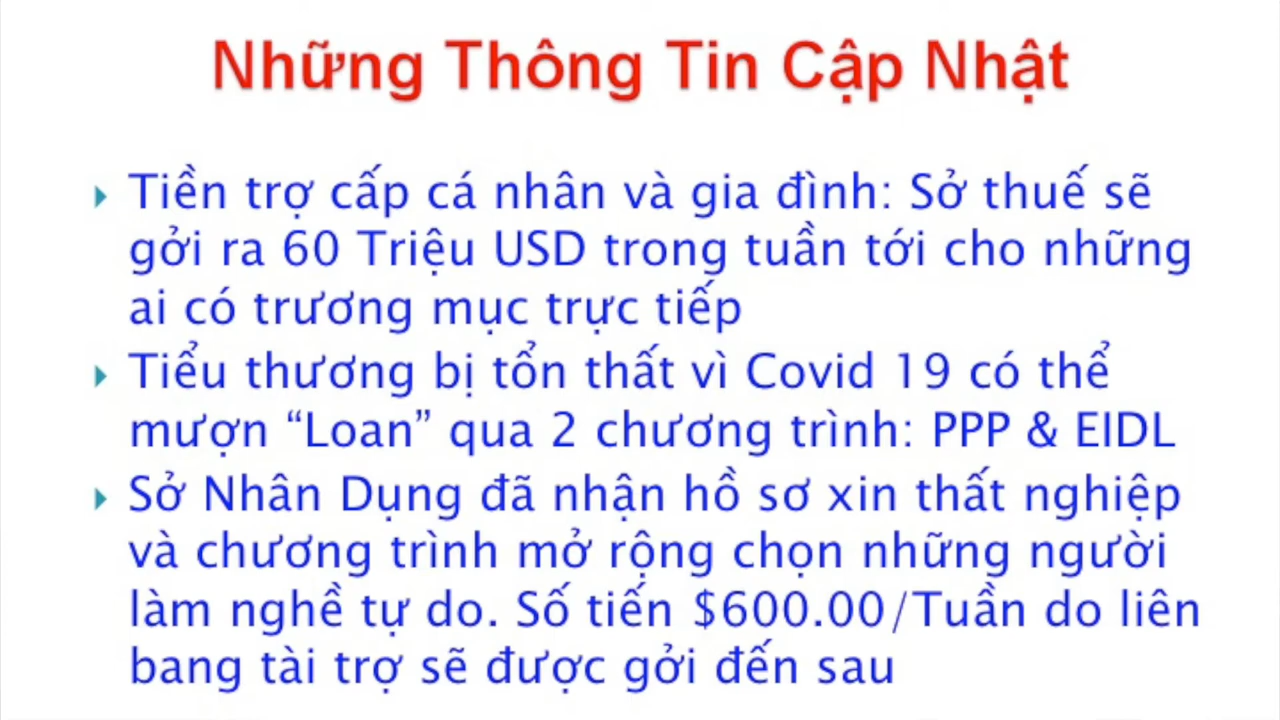 Những Thông Tin Cập Nhật
Tiền trợ cấp cá nhân và gia đình: Sở thuế sẽ
gởi ra 60 Triệu USD trong tuần tới cho những
ai có trương mục trực tiếp
Tiểu thương bị tổn thất vì Covid 19 có thể
mượn “Loan” qua 2 chương trình: PPP & EIDL
Sở Nhân Dụng đã nhận hồ sơ xin thất nghiệp
và chương trình mở rộng chọn những người
làm nghề tự do. Số tiến $600.00/Tuần do liên
bang tài trợ sẽ được gởi đến sau